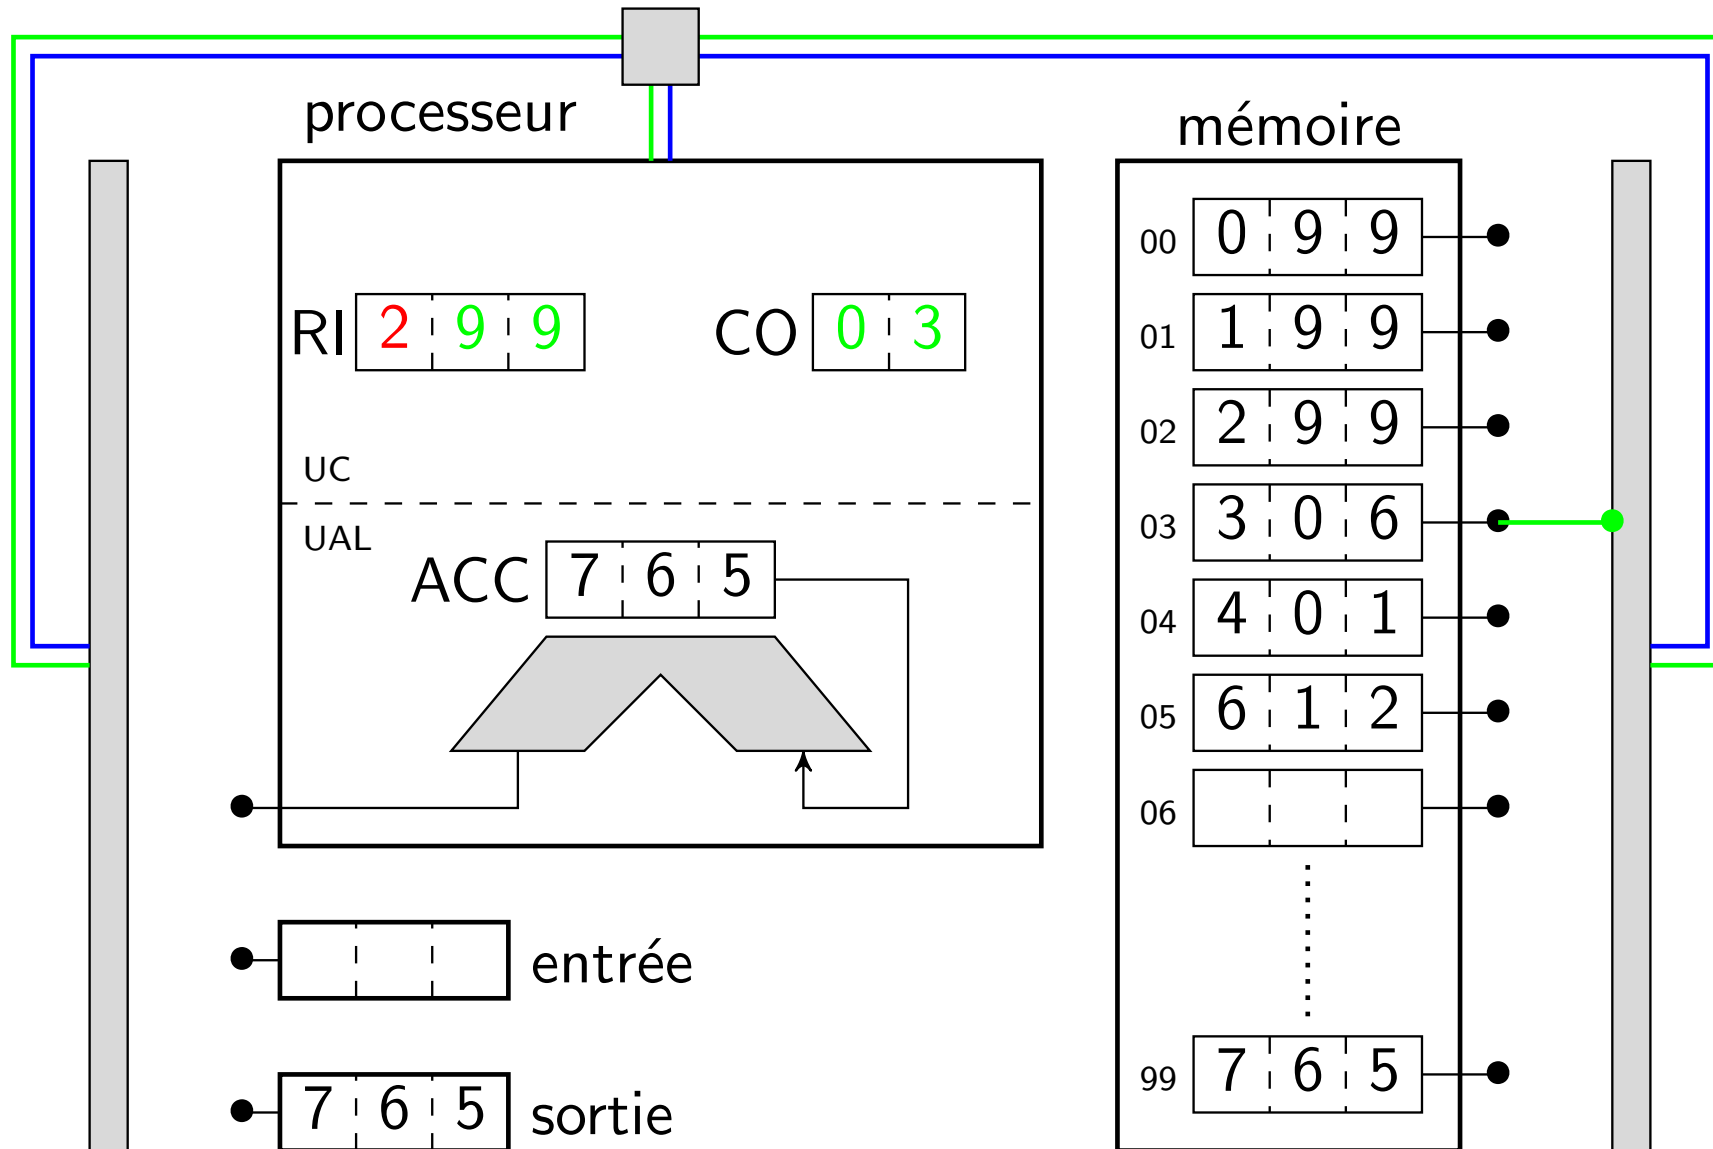 processeur
RI 2 9 9
CO 0 3
UC
UAL
ACC 7 6 5
entrée
7 6 5 sortie
mémoire
00 0 9 9
01 1 9 9
02 2 9 9
03 3 0 6
04 4 0 1
05 6 1 2
06
99 7 6 5